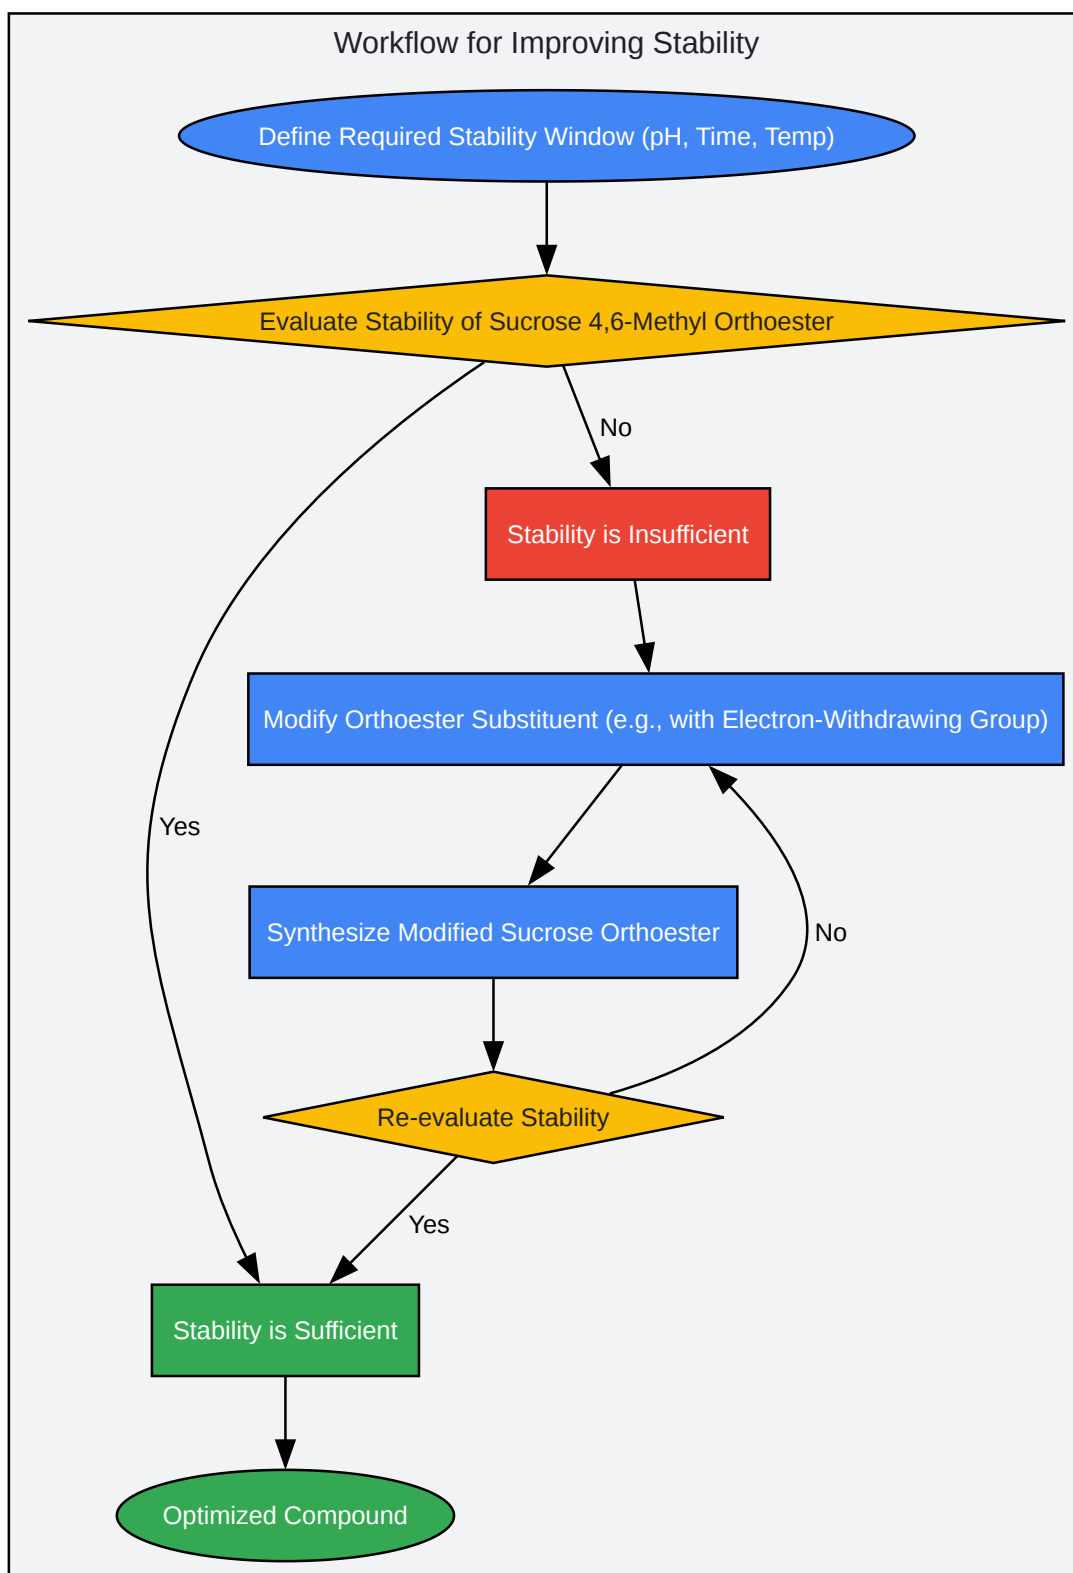 Workflow for Improving Stability
Define Required Stability Window (pH, Time, Temp)
Evaluate Stability of Sucrose 4,6-Methyl Orthoester
No
Stability is Insufficient
Modify Orthoester Substituent (e.g., with Electron-Withdrawing Group)
Yes
Synthesize Modified Sucrose Orthoester
No
Re-evaluate Stability
Yes
Stability is Sufficient
Optimized Compound